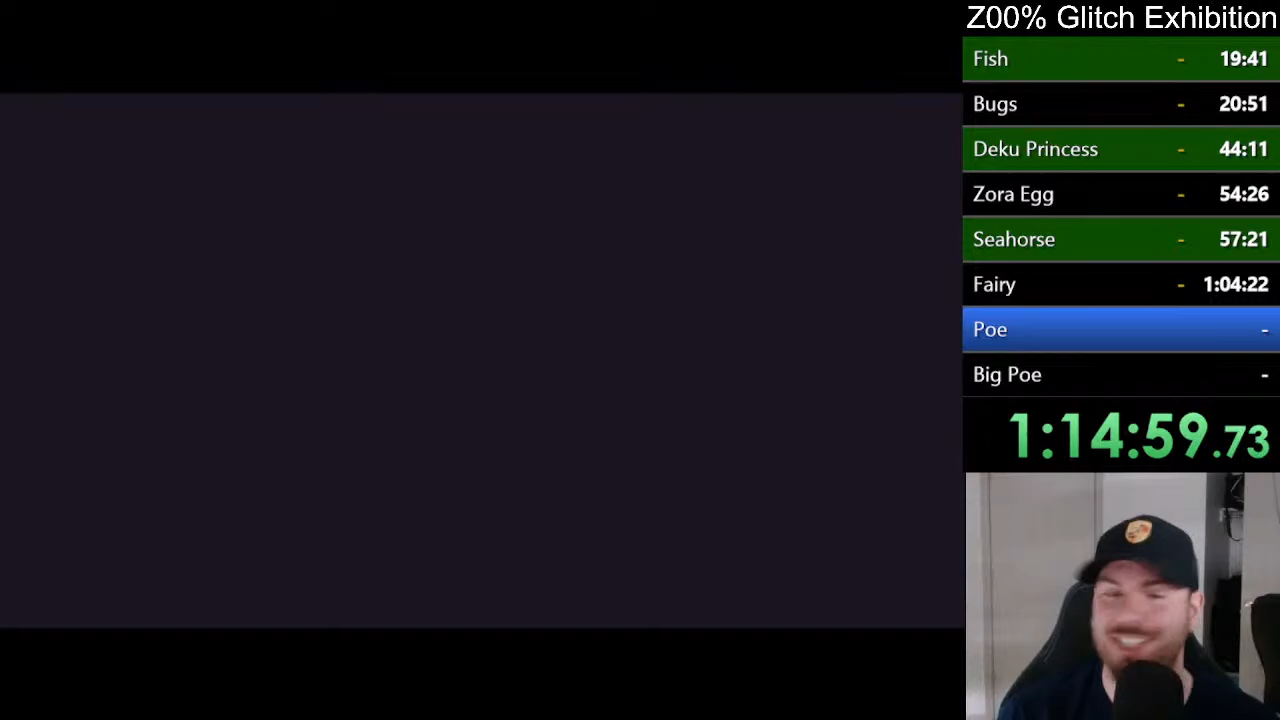 Z00% Glitch Exhibition
Fish - 19:41
Bugs - 20:51
Deku Princess - 44:11
Zora Egg - 54:26
Seahorse - 57:21
Fairy - 1:04:22
Poe -
Big Poe -
1:14:59.73